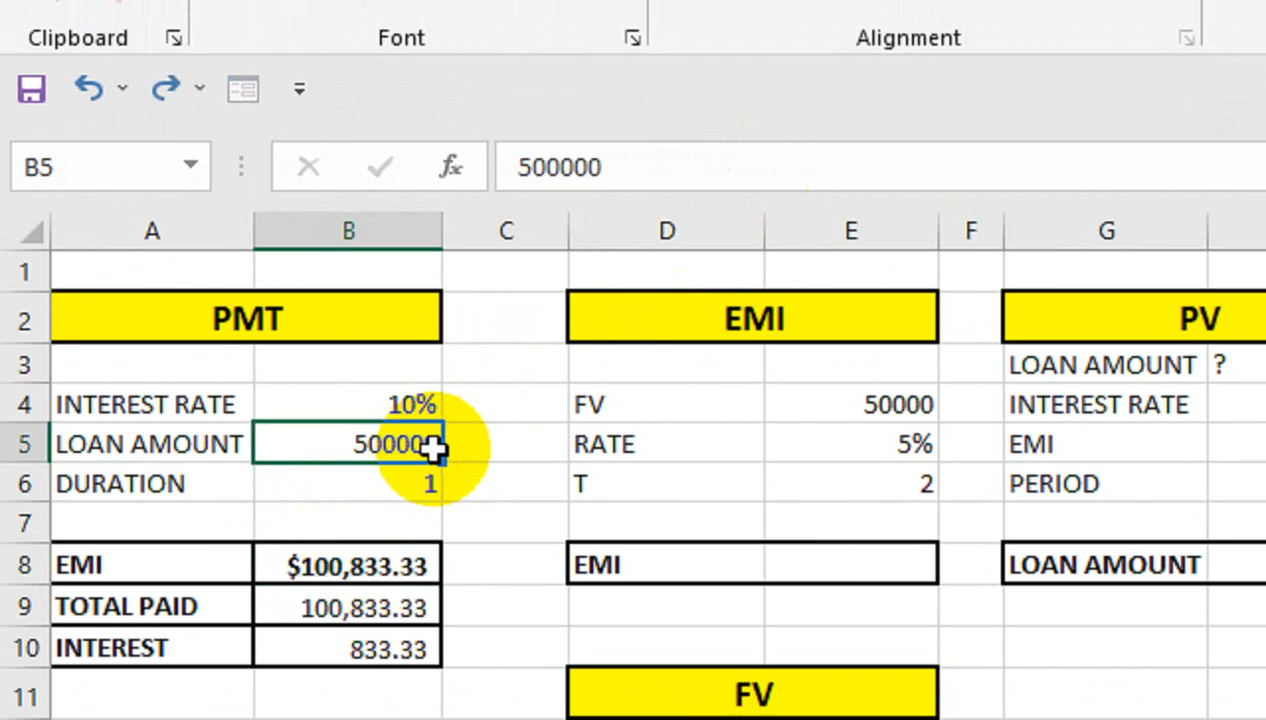 Clipboard Font Alignment
B5 fx 500000
A B C D E F G
1
2 PMT EMI PV
3 LOAN AMOUNT ?
4 INTEREST RATE 10% FV 50000 INTEREST RATE
5 LOAN AMOUNT 50000 RATE 5% EMI
6 DURATION 1 T 2 PERIOD
7
8 EMI $100,833.33 EMI LOAN AMOUNT
9 TOTAL PAID 100,833.33
10 INTEREST 833.33
11 FV